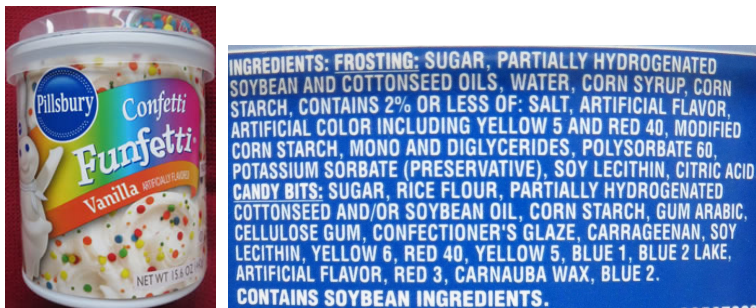 Pillsbury
Confetti
Funfetti
Vanilla ARTIFICIALLY FLAVORED
NET WT 15.6 OZ
INGREDIENTS: FROSTING: SUGAR, PARTIALLY HYDROGENATED
SOYBEAN AND COTTONSEED OILS, WATER, CORN SYRUP, CORN
STARCH, CONTAINS 2% OR LESS OF: SALT, ARTIFICIAL FLAVOR,
ARTIFICIAL COLOR INCLUDING YELLOW 5 AND RED 40, MODIFIED
CORN STARCH, MONO AND DIGLYCERIDES, POLYSORBATE 60,
POTASSIUM SORBATE (PRESERVATIVE), SOY LECITHIN, CITRIC ACID
CANDY BITS: SUGAR, RICE FLOUR, PARTIALLY HYDROGENATED
COTTONSEED AND/OR SOYBEAN OIL, CORN STARCH, GUM ARABIC,
CELLULOSE GUM, CONFECTIONER'S GLAZE, CARRAGEENAN, SOY
LECITHIN, YELLOW 6, RED 40, YELLOW 5, BLUE 1, BLUE 2 LAKE,
ARTIFICIAL FLAVOR, RED 3, CARNAUBA WAX, BLUE 2.
CONTAINS SOYBEAN INGREDIENTS.